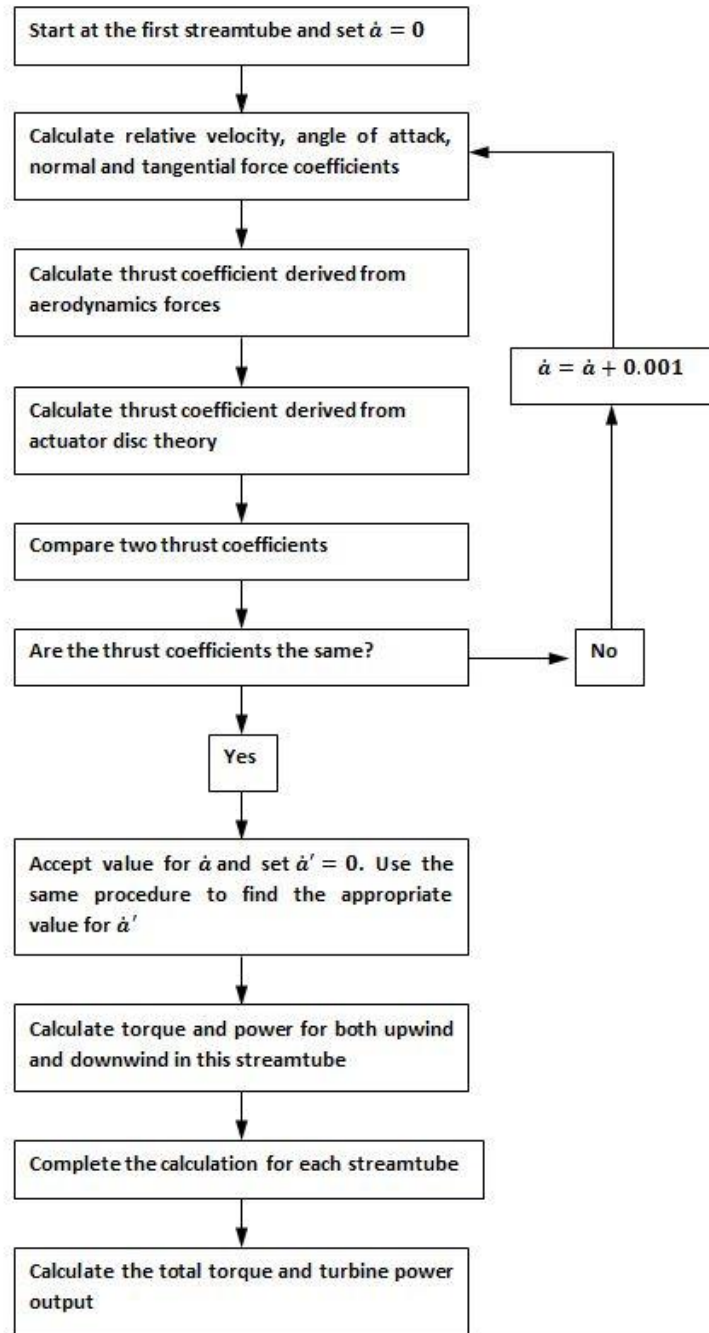 Start at the first streamtube and set ȧ = 0
Calculate relative velocity, angle of attack,
normal and tangential force coefficients
Calculate thrust coefficient derived from
aerodynamics forces
ȧ = ȧ + 0.001
Calculate thrust coefficient derived from
actuator disc theory
Compare two thrust coefficients
Are the thrust coefficients the same?
No
Yes
Accept value for ȧ and set ȧ′ = 0. Use the
same procedure to find the appropriate
value for ȧ′
Calculate torque and power for both upwind
and downwind in this streamtube
Complete the calculation for each streamtube
Calculate the total torque and turbine power
output